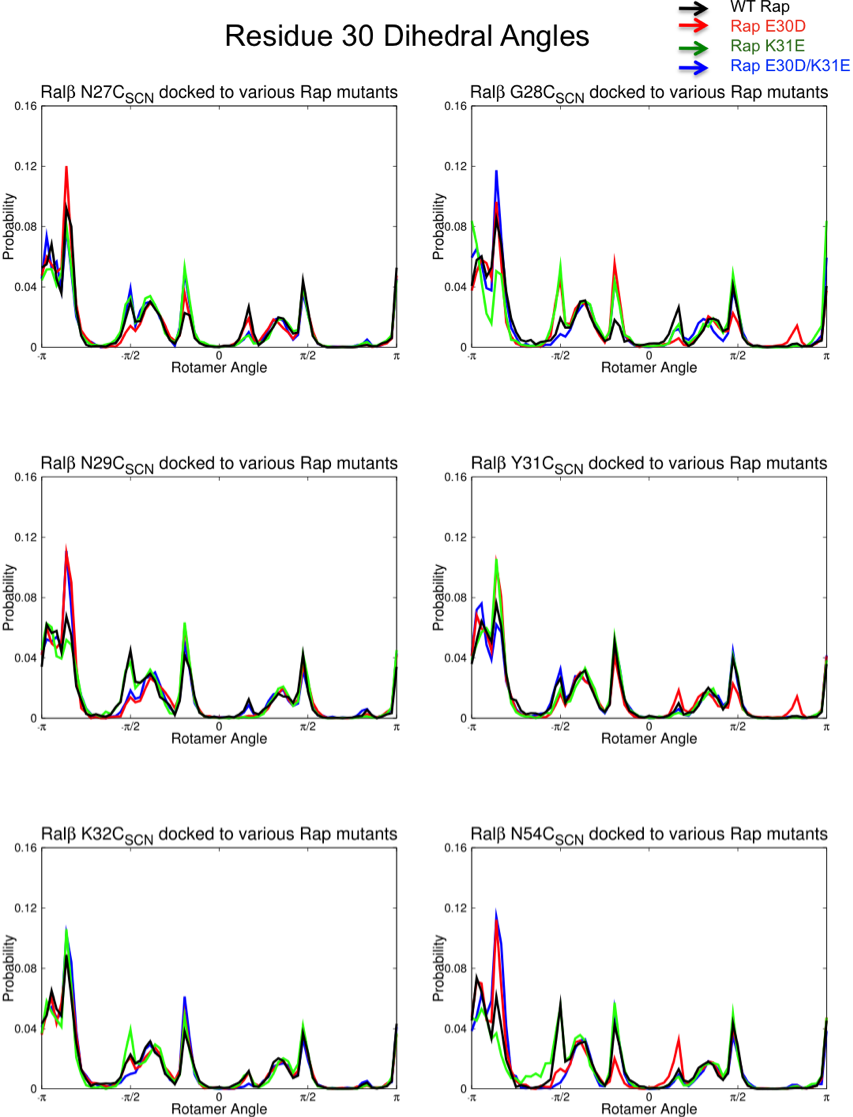 Residue 30 Dihedral Angles
WT Rap
Rap E30D
Rap K31E
Rap E30D/K31E
Ralβ N27CSCN docked to various Rap mutants
0.16
0.12
0.08
0.04
0
Probability
-π
-π/2
0
π/2
π
Rotamer Angle
Ralβ G28CSCN docked to various Rap mutants
0.16
0.12
0.08
0.04
0
Probability
-π
-π/2
0
π/2
π
Rotamer Angle
Ralβ N29CSCN docked to various Rap mutants
0.16
0.12
0.08
0.04
0
Probability
-π
-π/2
0
π/2
π
Rotamer Angle
Ralβ Y31CSCN docked to various Rap mutants
0.16
0.12
0.08
0.04
0
Probability
-π
-π/2
0
π/2
π
Rotamer Angle
Ralβ K32CSCN docked to various Rap mutants
0.16
0.12
0.08
0.04
0
Probability
-π
-π/2
0
π/2
π
Rotamer Angle
Ralβ N54CSCN docked to various Rap mutants
0.16
0.12
0.08
0.04
0
Probability
-π
-π/2
0
π/2
π
Rotamer Angle